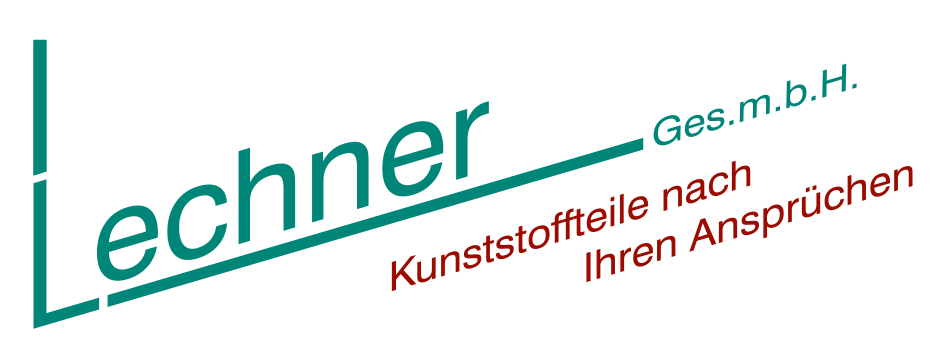 Lechner Ges.m.b.H.
Kunststoffteile nach
Ihren Ansprüchen